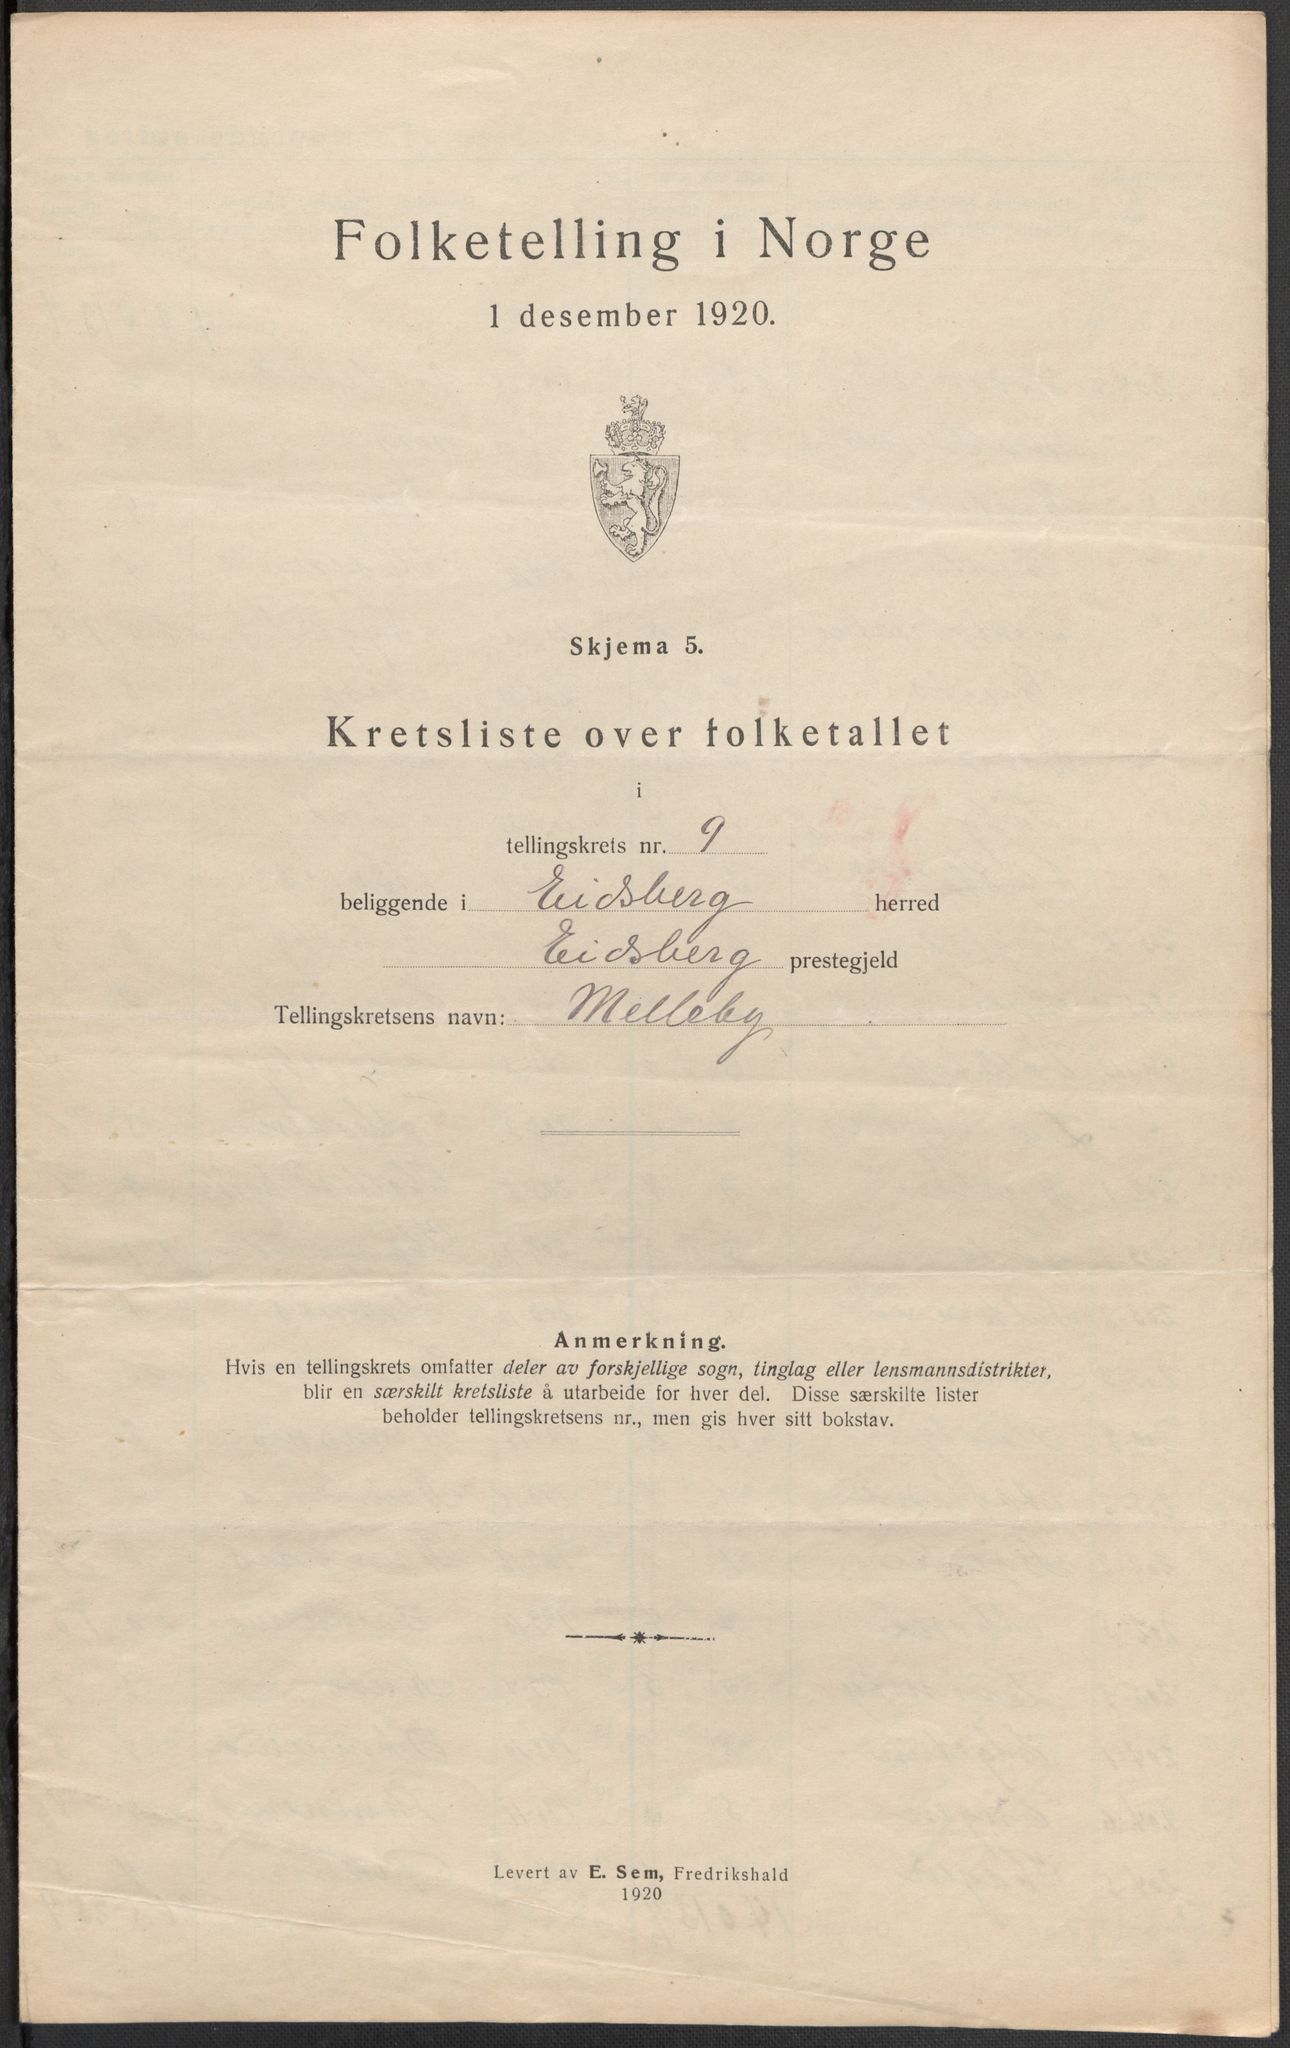 Folketelling i Norge
1 desember 1920.
Skjema 5.
Kretsliste over folketallet
i
tellingskrets nr. 9
beliggende i Eidsberg herred
Eidsberg prestegjeld
Tellingskretsens navn: Melleby
Anmerkning.
Hvis en tellingskrets omfatter deler av forskjellige sogn, tinglag eller lensmannsdistrikter,
blir en særskilt kretsliste å utarbeide for hver del. Disse særskilte lister
beholder tellingskretsens nr., men gis hver sitt bokstav.
Levert av E. Sem, Fredrikshald
1920